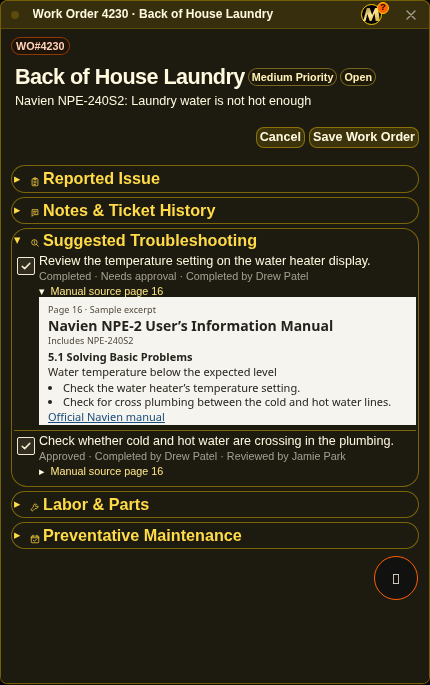 Work Order 4230 · Back of House Laundry
M ?
WO#4230
Back of House Laundry Medium Priority Open
Navien NPE-240S2: Laundry water is not hot enough
Cancel Save Work Order
Reported Issue
Notes & Ticket History
Suggested Troubleshooting
Review the temperature setting on the water heater display.
Completed · Needs approval · Completed by Drew Patel
Manual source page 16
Page 16 · Sample excerpt
Navien NPE-2 User’s Information Manual
Includes NPE-240S2
5.1 Solving Basic Problems
Water temperature below the expected level
• Check the water heater’s temperature setting.
• Check for cross plumbing between the cold and hot water lines.
Official Navien manual
Check whether cold and hot water are crossing in the plumbing.
Approved · Completed by Drew Patel · Reviewed by Jamie Park
Manual source page 16
Labor & Parts
Preventative Maintenance